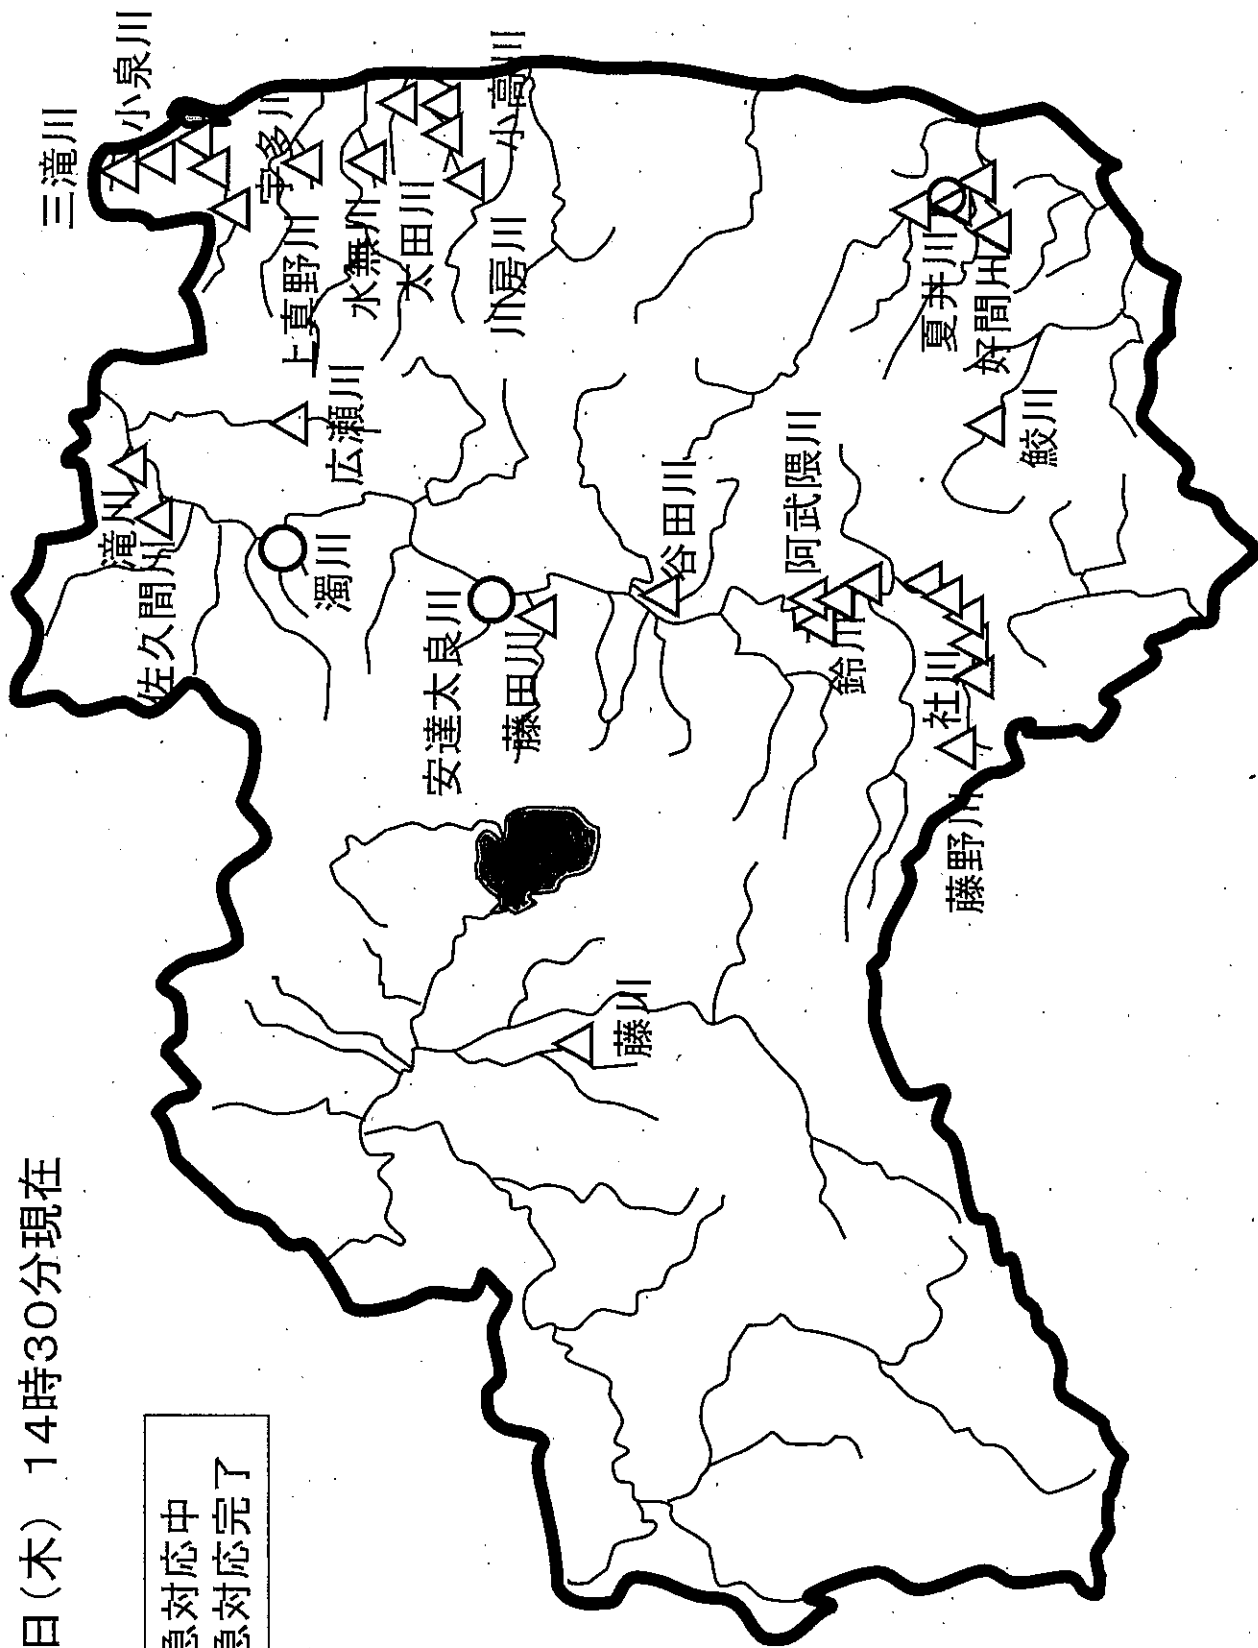 日(木) 14時30分現在
急対応中
急対応完了
三滝川
小泉川
宇多川
上真野川
水無川
太田川
小高川
川房川
広瀬川
滝川
佐久間川
濁川
安達太良川
藤田川
谷田川
阿武隈川
鈴川
社川
藤野川
夏井川
好間川
鮫川
藤川